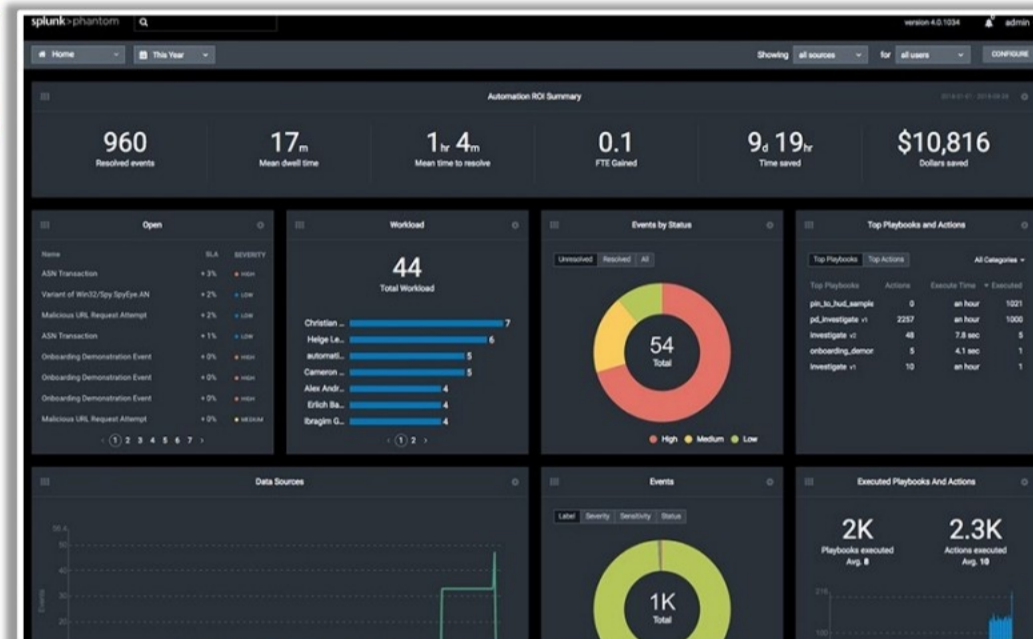 splunk>phantom
version 4.0.1034 admin
Home This Year Showing all sources for all users CONFIGURE
Automation ROI Summary
960 17m 1hr 4m 0.1 9d 19hr $10,816
Resolved events Mean dwell time Mean time to resolve FTE Gained Time saved Dollars saved
Open
Name SLA SEVERITY
ASN Transaction + 3% HIGH
Variant of Win32/Spy.SpyEye.AN + 2% LOW
Malicious URL Request Attempt + 2% LOW
ASN Transaction + 1% LOW
Onboarding Demonstration Event + 0% HIGH
Onboarding Demonstration Event + 0% HIGH
Onboarding Demonstration Event + 0% HIGH
Malicious URL Request Attempt + 0% MEDIUM
‹ 1 2 3 4 5 6 7 ›
Workload
44
Total Workload
Christian ... 7
Helge Le... 6
automati... 5
Cameron ... 5
Alex Andr... 4
Erlich Ba... 4
Ibragim G... 4
‹ 1 2 ›
Events by Status
Unresolved Resolved All
54
Total
High Medium Low
Top Playbooks and Actions
Top Playbooks Top Actions All Categories
Top Playbooks Actions Execute Time Executed
pin_to_hud_sample 0 an hour 1021
pd_investigate v1 2257 an hour 1000
investigate v2 48 7.8 sec 5
onboarding_demor 5 4.1 sec 1
investigate v1 10 an hour 1
Data Sources
50
40
30
20
Events
Events
Label Severity Sensitivity Status
1K
Total
Executed Playbooks And Actions
2K 2.3K
Playbooks executed Actions executed
Avg. 8 Avg. 10
216
100